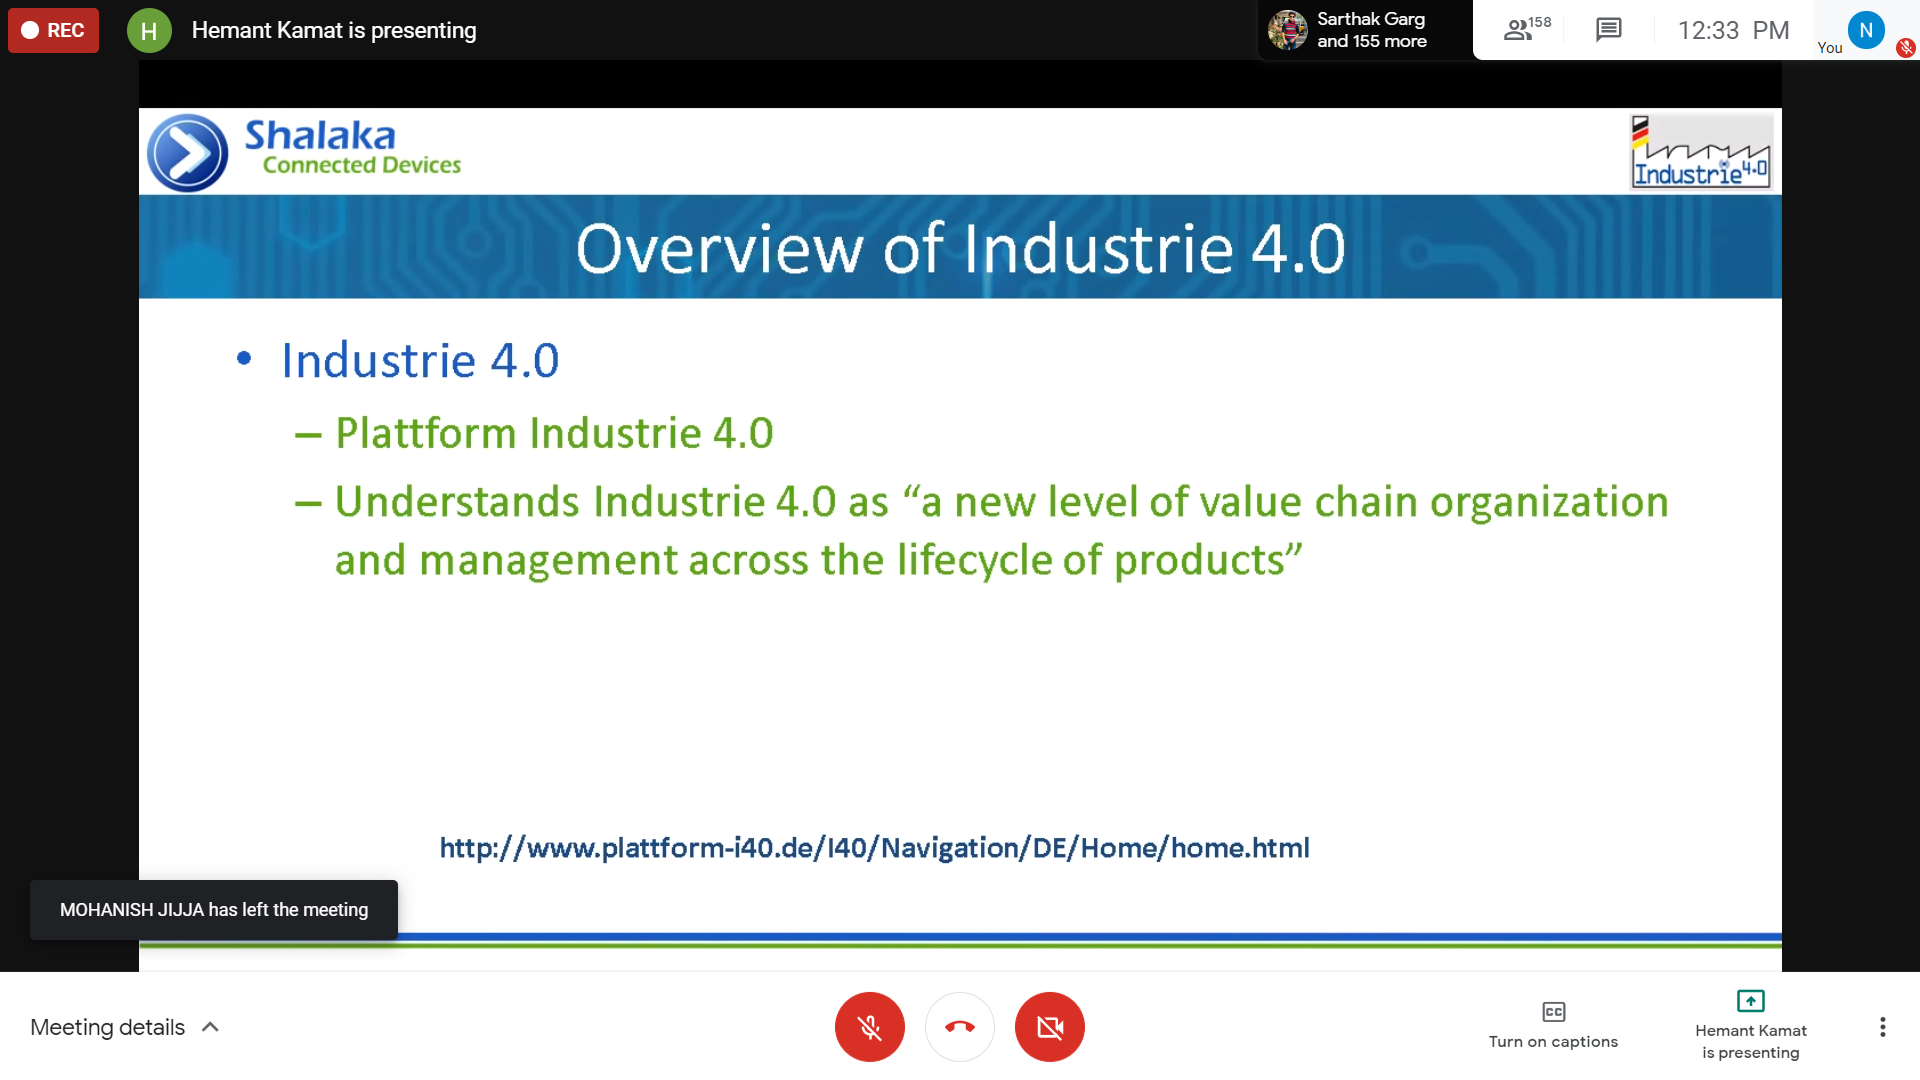 REC
H
Hemant Kamat is presenting
Sarthak Garg
and 155 more
158
12:33 PM
You
N
Shalaka
Connected Devices
Industrie4.0
Overview of Industrie 4.0
• Industrie 4.0
– Plattform Industrie 4.0
– Understands Industrie 4.0 as “a new level of value chain organization
and management across the lifecycle of products”
http://www.plattform-i40.de/I40/Navigation/DE/Home/home.html
MOHANISH JIJJA has left the meeting
Meeting details
CC
Turn on captions
Hemant Kamat
is presenting